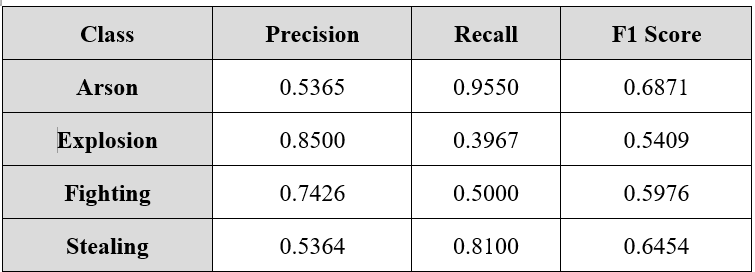 Class Precision Recall F1 Score
Arson 0.5365 0.9550 0.6871
Explosion 0.8500 0.3967 0.5409
Fighting 0.7426 0.5000 0.5976
Stealing 0.5364 0.8100 0.6454